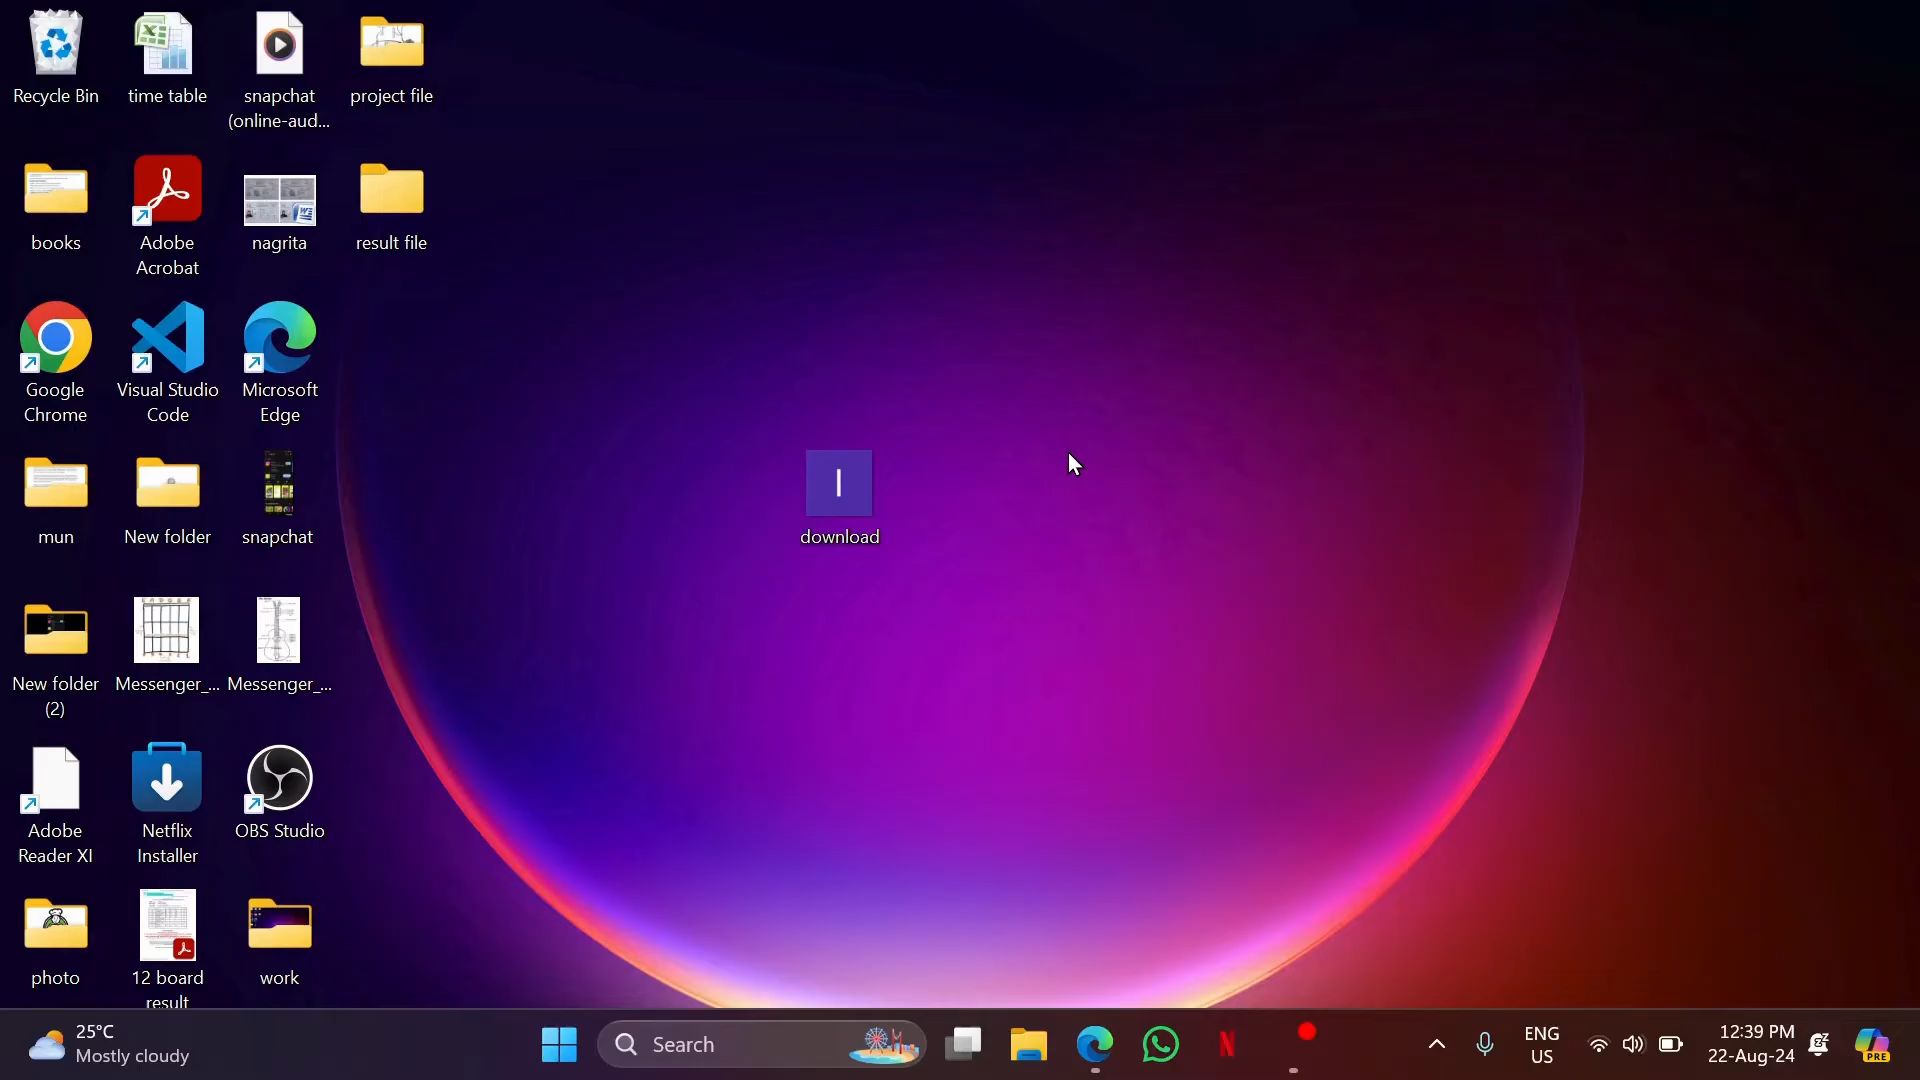 Recycle Bin
time table
snapchat
(online-aud...
project file
books
Adobe
Acrobat
nagrita
result file
Google
Chrome
Visual Studio
Code
Microsoft
Edge
mun
New folder
snapchat
download
New folder
(2)
Messenger_...
Messenger_...
Adobe
Reader XI
Netflix
Installer
OBS Studio
photo
12 board
result
work
25°C
Mostly cloudy
Search
ENG
US
12:39 PM
22-Aug-24
PRE